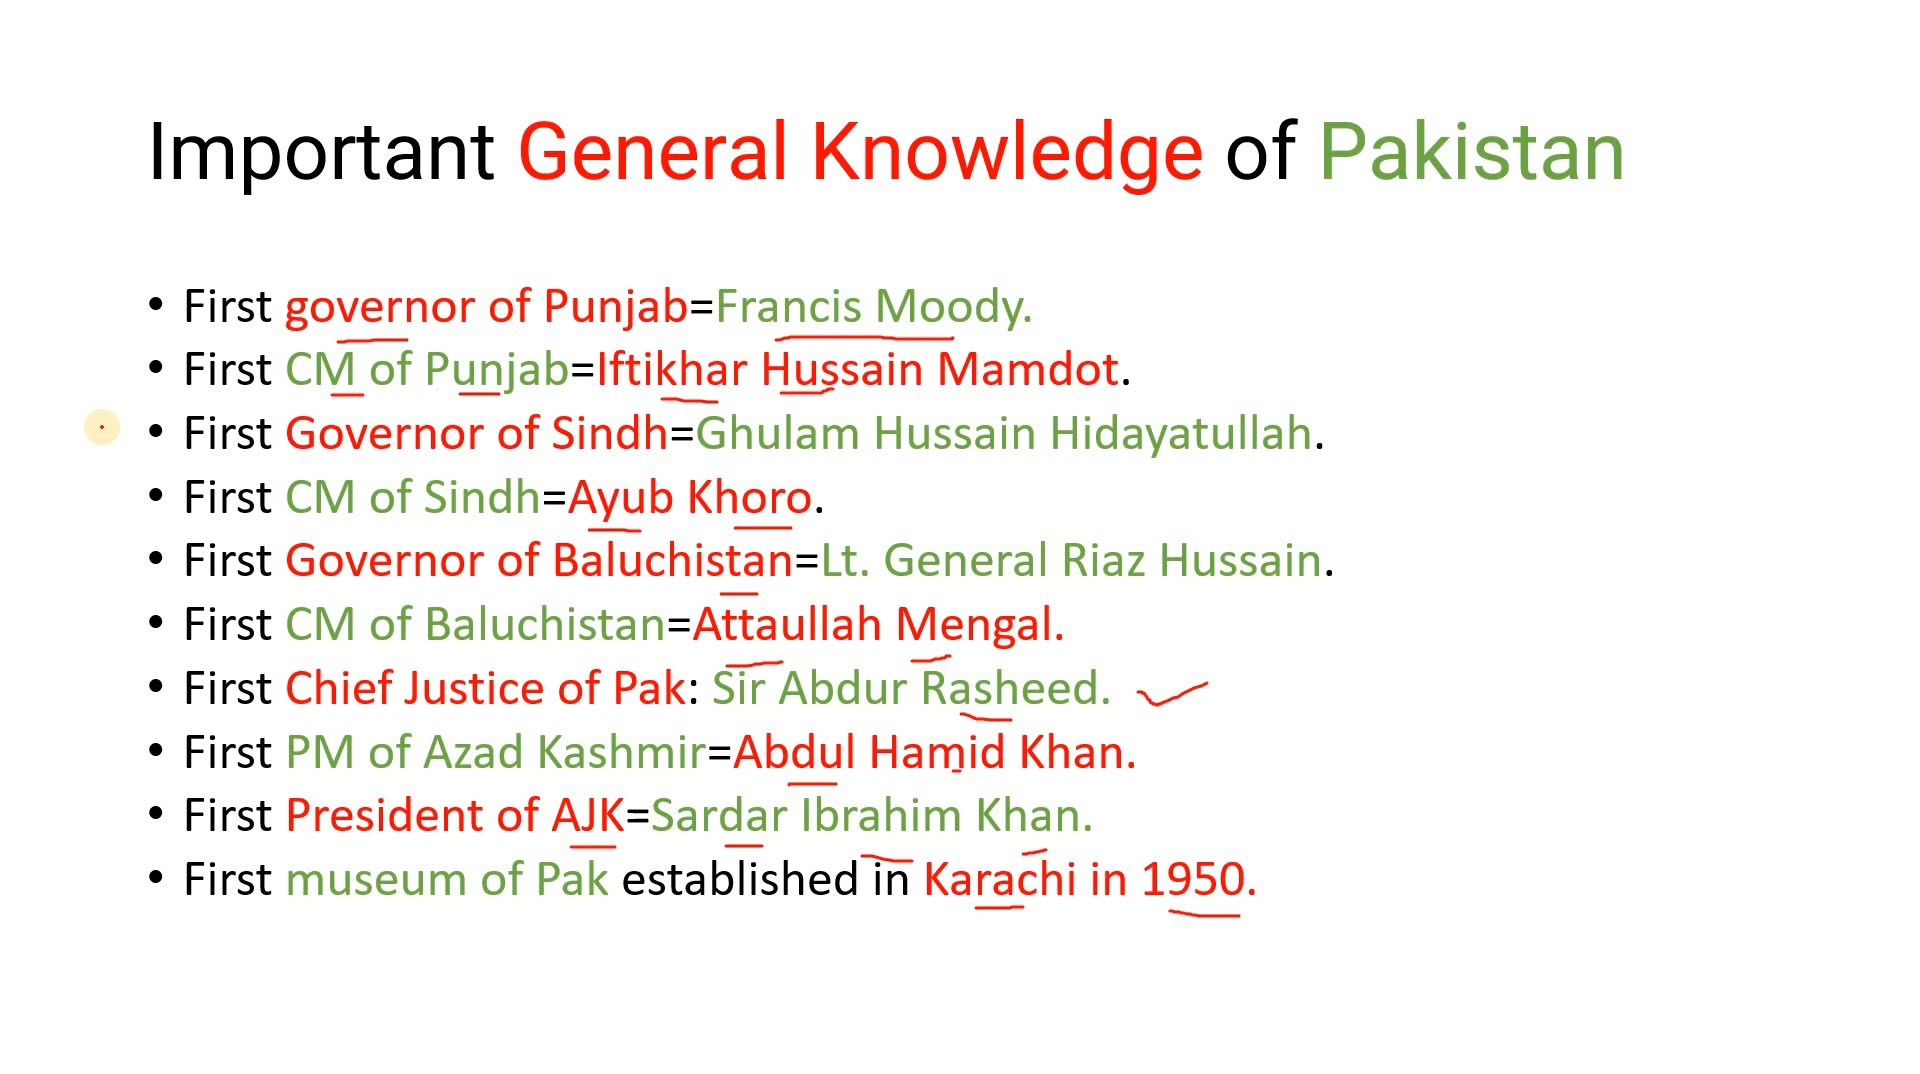 Important General Knowledge of Pakistan
• First governor of Punjab=Francis Moody.
• First CM of Punjab=Iftikhar Hussain Mamdot.
• First Governor of Sindh=Ghulam Hussain Hidayatullah.
• First CM of Sindh=Ayub Khoro.
• First Governor of Baluchistan=Lt. General Riaz Hussain.
• First CM of Baluchistan=Attaullah Mengal.
• First Chief Justice of Pak: Sir Abdur Rasheed.
• First PM of Azad Kashmir=Abdul Hamid Khan.
• First President of AJK=Sardar Ibrahim Khan.
• First museum of Pak established in Karachi in 1950.